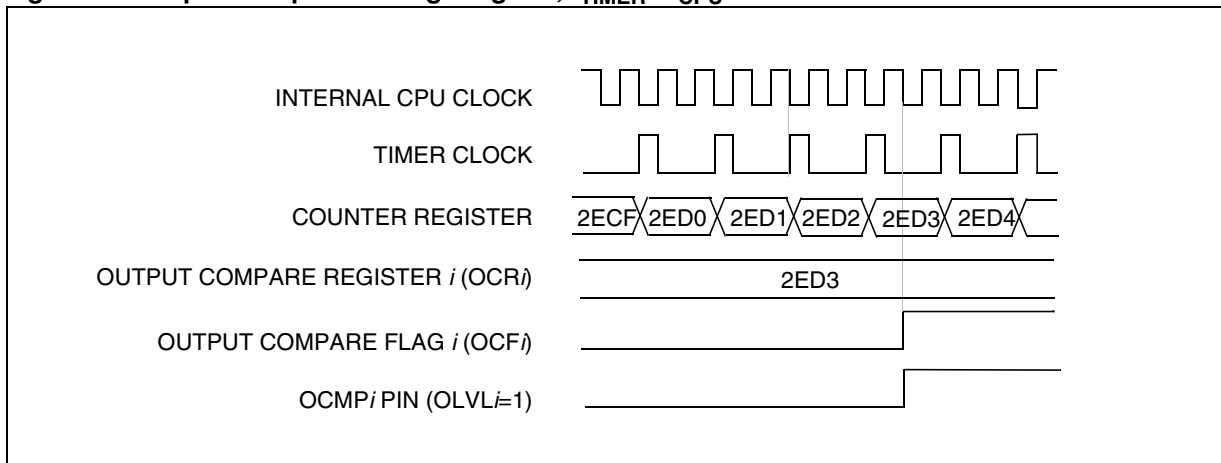 INTERNAL CPU CLOCK
TIMER CLOCK
COUNTER REGISTER 2ECF 2ED0 2ED1 2ED2 2ED3 2ED4
OUTPUT COMPARE REGISTER i (OCRi) 2ED3
OUTPUT COMPARE FLAG i (OCFi)
OCMPi PIN (OLVLi=1)